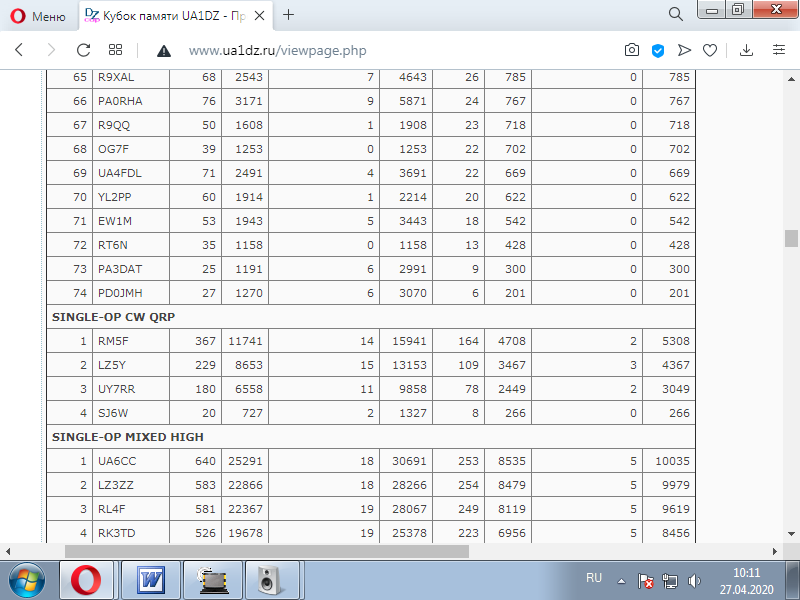 Меню
Кубок памяти UA1DZ - Пр
www.ua1dz.ru/viewpage.php
65 R9XAL 68 2543 7 4643 26 785 0 785
66 PA0RHA 76 3171 9 5871 24 767 0 767
67 R9QQ 50 1608 1 1908 23 718 0 718
68 OG7F 39 1253 0 1253 22 702 0 702
69 UA4FDL 71 2491 4 3691 22 669 0 669
70 YL2PP 60 1914 1 2214 20 622 0 622
71 EW1M 53 1943 5 3443 18 542 0 542
72 RT6N 35 1158 0 1158 13 428 0 428
73 PA3DAT 25 1191 6 2991 9 300 0 300
74 PD0JMH 27 1270 6 3070 6 201 0 201
SINGLE-OP CW QRP
1 RM5F 367 11741 14 15941 164 4708 2 5308
2 LZ5Y 229 8653 15 13153 109 3467 3 4367
3 UY7RR 180 6558 11 9858 78 2449 2 3049
4 SJ6W 20 727 2 1327 8 266 0 266
SINGLE-OP MIXED HIGH
1 UA6CC 640 25291 18 30691 253 8535 5 10035
2 LZ3ZZ 583 22866 18 28266 254 8479 5 9979
3 RL4F 581 22367 19 28067 249 8119 5 9619
4 RK3TD 526 19678 19 25378 223 6956 5 8456
RU
10:11
27.04.2020